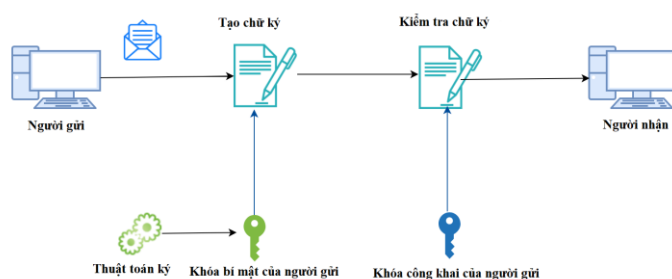 Tạo chữ ký
Kiểm tra chữ ký
Người gửi
Người nhận
Thuật toán ký
Khóa bí mật của người gửi
Khóa công khai của người gửi